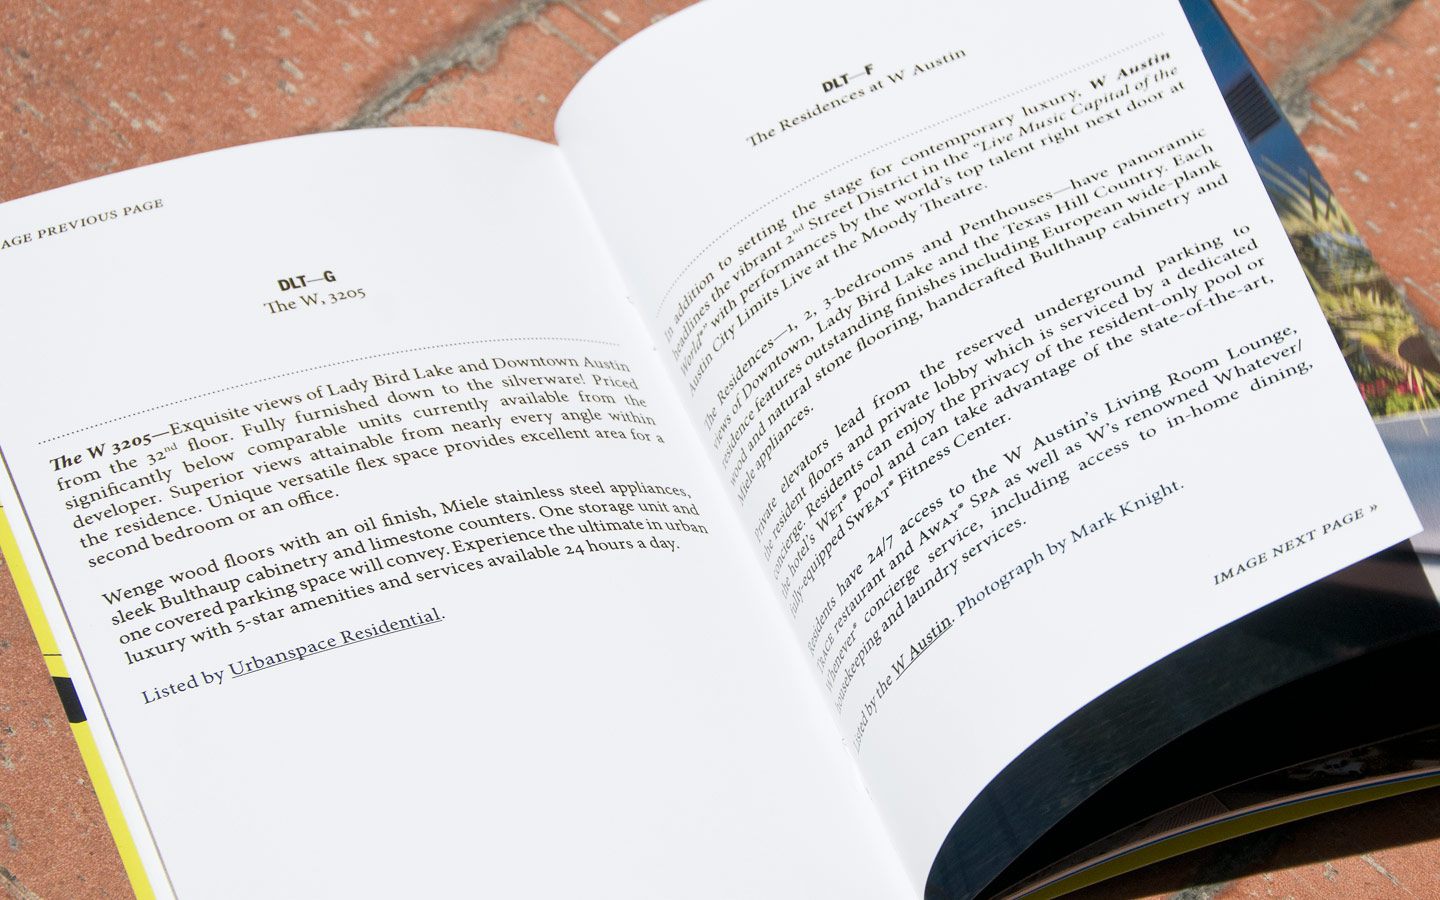 AGE PREVIOUS PAGE
DLT—G
The W, 3205
The W 3205—Exquisite views of Lady Bird Lake and Downtown Austin
from the 32nd floor. Fully furnished down to the silverware! Priced
significantly below comparable units currently available from the
developer. Superior views attainable from nearly every angle within
the residence. Unique versatile flex space provides excellent area for a
second bedroom or an office.
Wenge wood floors with an oil finish, Miele stainless steel appliances,
sleek Bulthaup cabinetry and limestone counters. One storage unit and
one covered parking space will convey. Experience the ultimate in urban
luxury with 5-star amenities and services available 24 hours a day.
Listed by Urbanspace Residential.
DLT—F
The Residences at W Austin
In addition to setting the stage for contemporary luxury, W Austin
headlines the vibrant 2nd Street District in the "Live Music Capital of the
World®" with performances by the world's top talent right next door at
Austin City Limits Live at the Moody Theatre.
The Residences—1, 2, 3-bedrooms and Penthouses—have panoramic
views of Downtown, Lady Bird Lake and the Texas Hill Country. Each
residence features outstanding finishes including European wide-plank
wood and natural stone flooring, handcrafted Bulthaup cabinetry and
Miele appliances.
Private elevators lead from the reserved underground parking to
the resident floors and private lobby which is serviced by a dedicated
concierge. Residents can enjoy the privacy of the resident-only pool or
the hotel's WET® pool and can take advantage of the state-of-the-art,
fully-equipped SWEAT® Fitness Center.
Residents have 24/7 access to the W Austin's Living Room Lounge,
TRACE restaurant and AWAY® SPA as well as W's renowned Whatever/
Whenever® concierge service, including access to in-home dining,
housekeeping and laundry services.
Listed by the W Austin. Photograph by Mark Knight.
IMAGE NEXT PAGE »